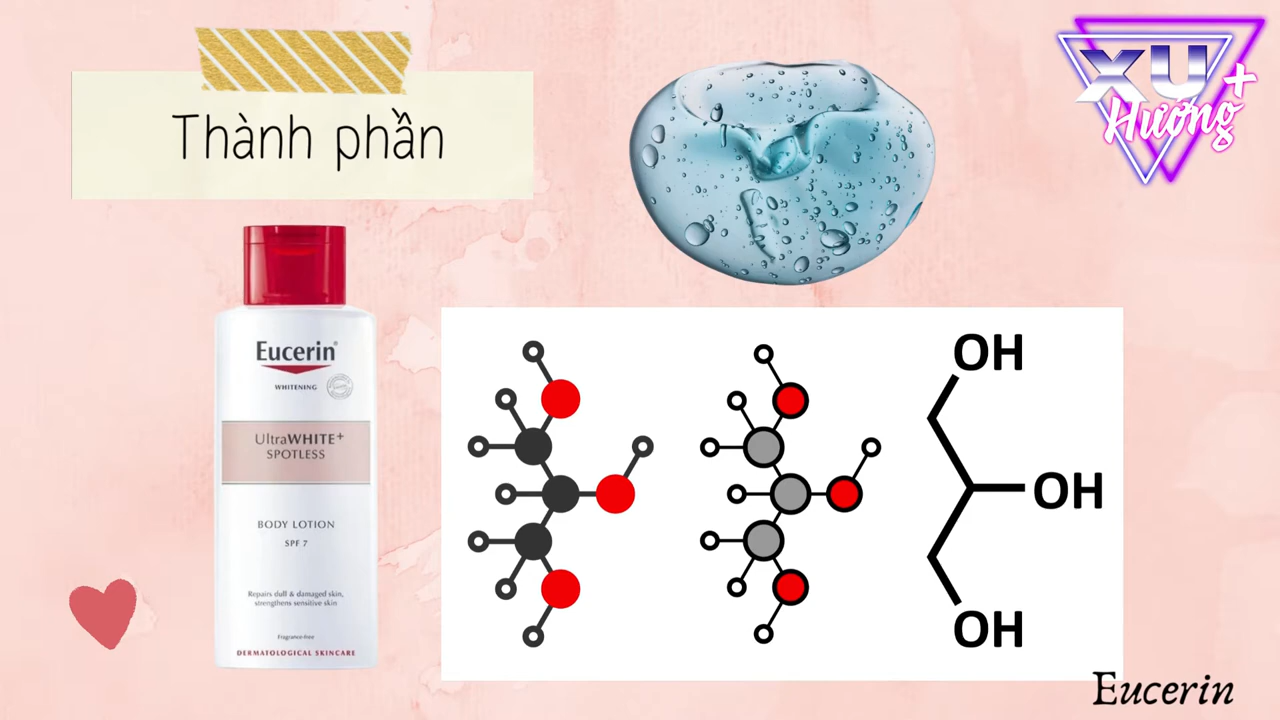 Thành phần
XU
Hướng+
Eucerin®
WHITENING
UltraWHITE+
SPOTLESS
BODY LOTION
SPF 7
Repairs dull & damaged skin,
strengthens sensitive skin
Fragrance-free
DERMATOLOGICAL SKINCARE
OH
OH
OH
Eucerin